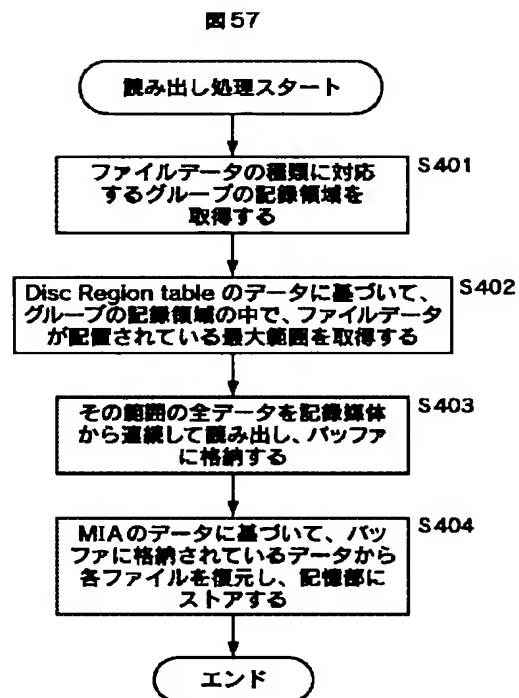 図57
読み出し処理スタート
ファイルデータの種類に対応
するグループの記録領域を
取得する
S401
Disc Region table のデータに基づいて、
グループの記録領域の中で、ファイルデータ
が配置されている最大範囲を取得する
S402
その範囲の全データを記録媒体
から連続して読み出し、バッファ
に格納する
S403
MIAのデータに基づいて、バッ
ファに格納されているデータから
各ファイルを復元し、記憶部に
ストアする
S404
エンド